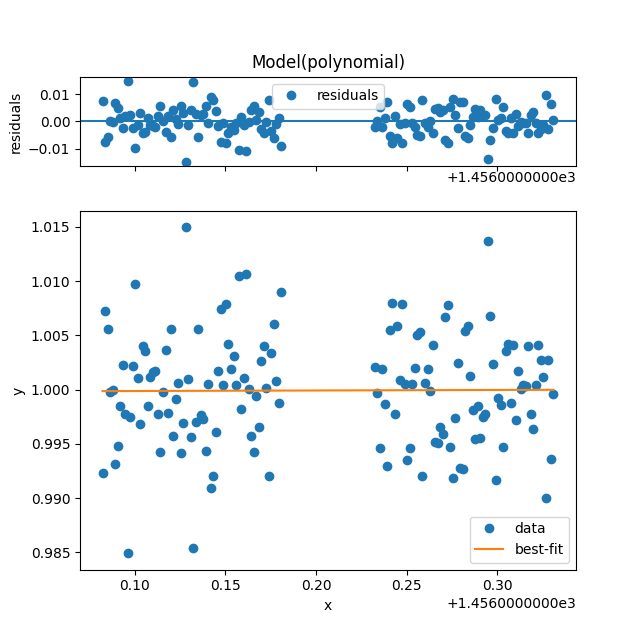 Model(polynomial)
residuals
0.01
0.00
−0.01
residuals
+1.4560000000e3
1.015
1.010
1.005
1.000
0.995
0.990
0.985
y
data
best-fit
0.10
0.15
0.20
0.25
0.30
x
+1.4560000000e3